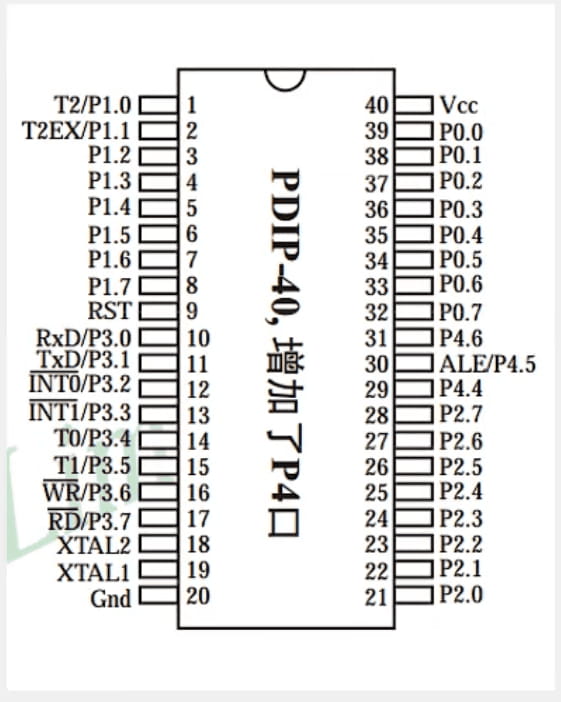 T2/P1.0 1 40 Vcc
T2EX/P1.1 2 39 P0.0
P1.2 3 38 P0.1
P1.3 4 37 P0.2
P1.4 5 36 P0.3
P1.5 6 35 P0.4
P1.6 7 34 P0.5
P1.7 8 33 P0.6
RST 9 32 P0.7
RxD/P3.0 10 31 P4.6
TxD/P3.1 11 30 ALE/P4.5
INT0/P3.2 12 29 P4.4
INT1/P3.3 13 28 P2.7
T0/P3.4 14 27 P2.6
T1/P3.5 15 26 P2.5
WR/P3.6 16 25 P2.4
RD/P3.7 17 24 P2.3
XTAL2 18 23 P2.2
XTAL1 19 22 P2.1
Gnd 20 21 P2.0
PDIP-40,增加了P4口